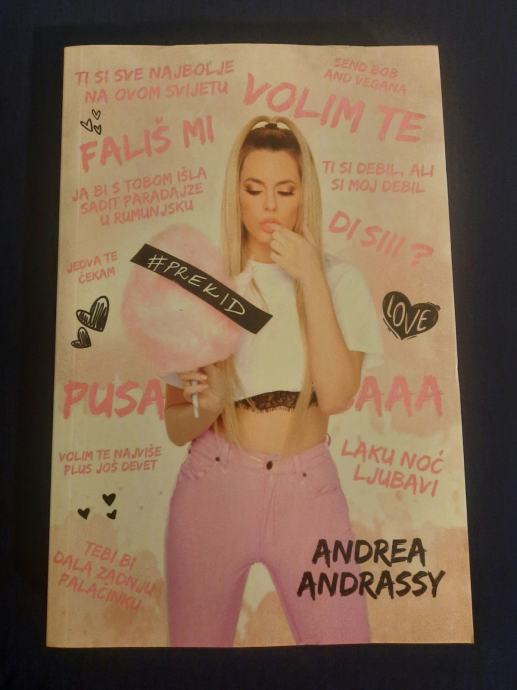 TI SI SVE NAJBOLJE
NA OVOM SVIJETU
SEND BOB
AND VEGANA
VOLIM TE
FALIŠ MI
TI SI DEBIL, ALI
SI MOJ DEBIL
JA BI S TOBOM IŠLA
SADIT PARADAJZE
U RUMUNJSKU
DI SIII ?
JEDVA TE
ČEKAM
#PREKID
LOVE
PUSA AAA
VOLIM TE NAJVIŠE
PLUS JOŠ DEVET
LAKU NOĆ
LJUBAVI
TEBI BI
DALA ZADNJU
PALAČINKU
ANDREA
ANDRASSY